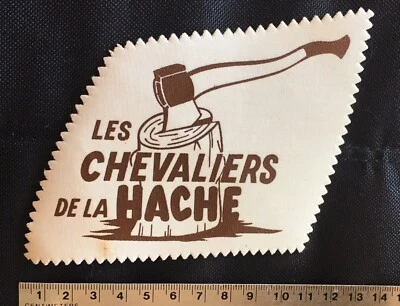 LES
CHEVALIERS
DE LA HACHE
1 2 3 4 5 6 7 8 9 10 11 12 13 14
CENTIMETERS